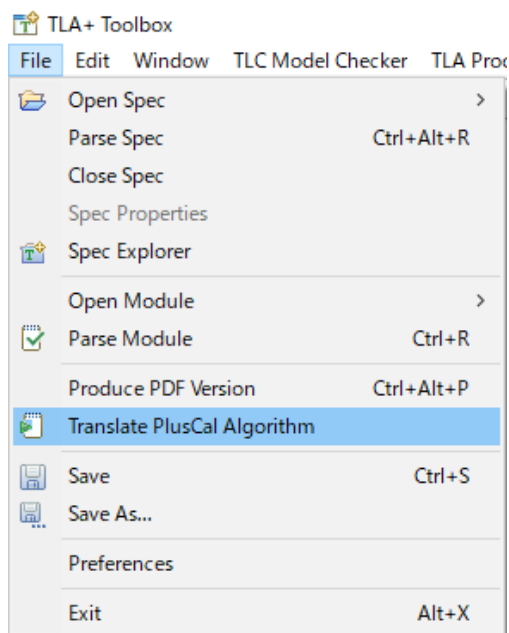 TLA+ Toolbox
File Edit Window TLC Model Checker TLA
Open Spec >
Parse Spec Ctrl+Alt+R
Close Spec
Spec Properties
Spec Explorer
Open Module >
Parse Module Ctrl+R
Produce PDF Version Ctrl+Alt+P
Translate PlusCal Algorithm
Save Ctrl+S
Save As...
Preferences
Exit Alt+X